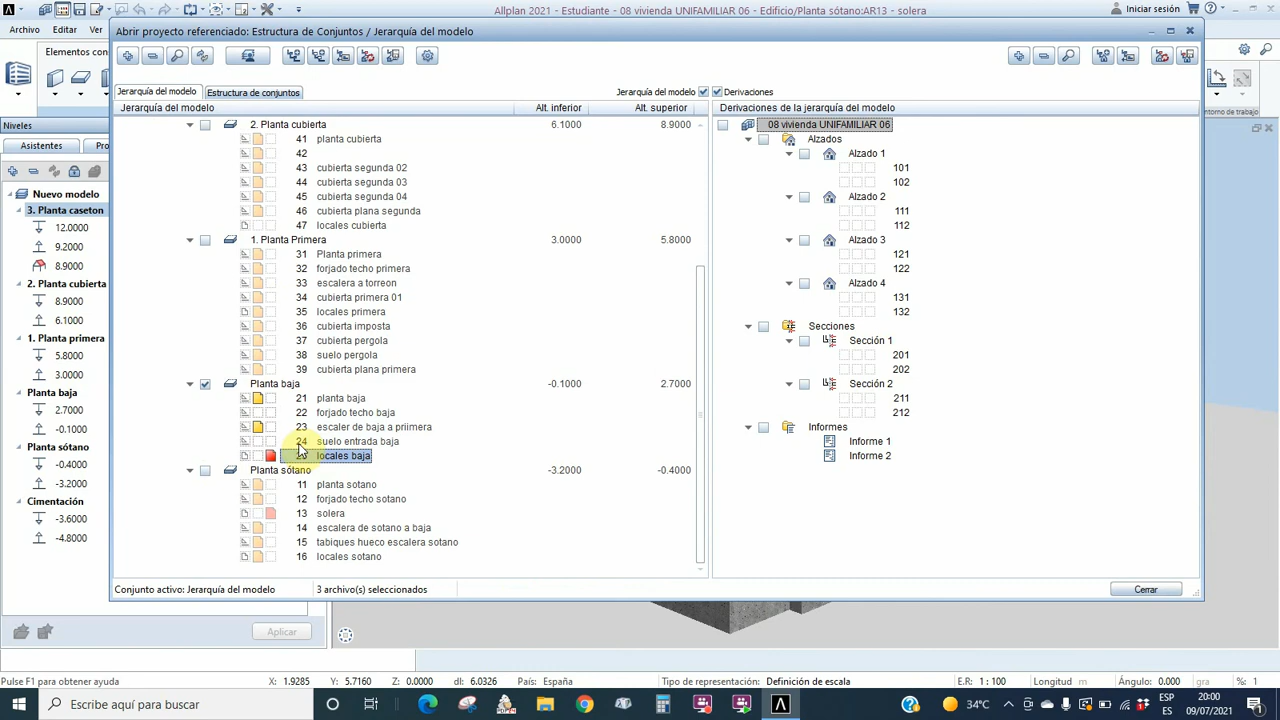 Allplan 2021 - Estudiante - 08 vivienda UNIFAMILIAR 06 - Edificio/Planta sótano:AR13 - solera
Iniciar sesión
Archivo Editar Ver
Elementos cons
Niveles
Asistentes
Abrir proyecto referenciado: Estructura de Conjuntos / Jerarquía del modelo
Jerarquía del modelo Estructura de conjuntos Jerarquía del modelo Derivaciones
Jerarquía del modelo Alt. inferior Alt. superior
2. Planta cubierta 6.1000 8.9000
41 planta cubierta
42
43 cubierta segunda 02
44 cubierta segunda 03
45 cubierta segunda 04
46 cubierta plana segunda
47 locales cubierta
1. Planta Primera 3.0000 5.8000
31 Planta primera
32 forjado techo primera
33 escalera a torreon
34 cubierta primera 01
35 locales primera
36 cubierta imposta
37 cubierta pergola
38 suelo pergola
39 cubierta plana primera
Planta baja -0.1000 2.7000
21 planta baja
22 forjado techo baja
23 escaler de baja a priimera
24 suelo entrada baja
locales baja
Planta sótano -3.2000 -0.4000
11 planta sotano
12 forjado techo sotano
13 solera
14 escalera de sotano a baja
15 tabiques hueco escalera sotano
16 locales sotano
Derivaciones de la jerarquía del modelo
08 vivienda UNIFAMILIAR 06
Alzados
Alzado 1
101
102
Alzado 2
111
112
Alzado 3
121
122
Alzado 4
131
132
Secciones
Sección 1
201
202
Sección 2
211
212
Informes
Informe 1
Informe 2
Conjunto activo: Jerarquía del modelo 3 archivo(s) seleccionados
Cerrar
Nuevo modelo
3. Planta caseton
12.0000
9.2000
8.9000
2. Planta cubierta
8.9000
6.1000
1. Planta primera
5.8000
3.0000
Planta baja
2.7000
-0.1000
Planta sótano
-0.4000
-3.2000
Cimentación
-3.6000
-4.8000
Aplicar
torno de trabajo
Pulse F1 para obtener ayuda X: 1.9285 Y: 5.7160 Z: 0.0000 dl: 6.0326 País: España Tipo de representación: Definición de escala E.R: 1 : 100 Longitud m Ángulo: 0.000 gra %: 1
Escribe aquí para buscar
34°C
ESP
ES
20:00
09/07/2021